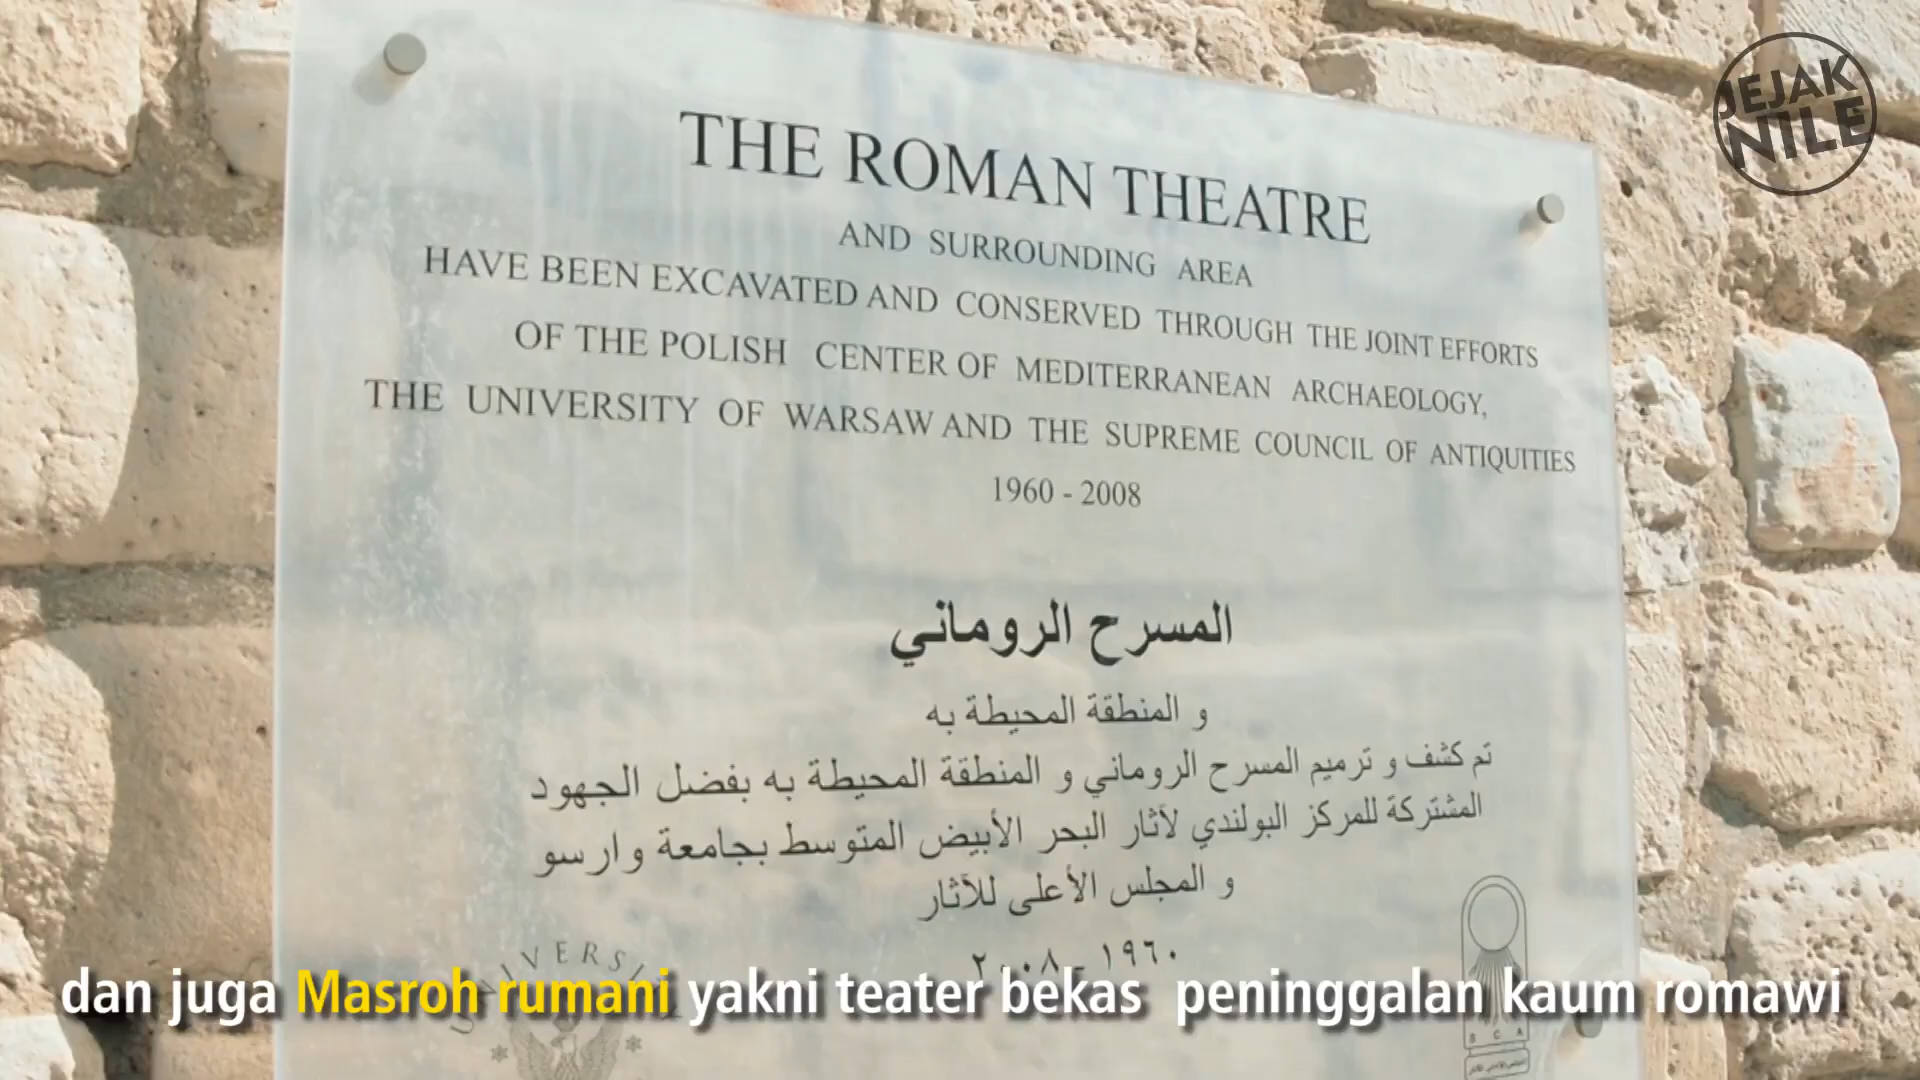 JEJAK
NILE
THE ROMAN THEATRE
AND SURROUNDING AREA
HAVE BEEN EXCAVATED AND CONSERVED THROUGH THE JOINT EFFORTS
OF THE POLISH CENTER OF MEDITERRANEAN ARCHAEOLOGY,
THE UNIVERSITY OF WARSAW AND THE SUPREME COUNCIL OF ANTIQUITIES
1960 - 2008
المسرح الروماني
و المنطقة المحيطة به
تم كشف و ترميم المسرح الروماني و المنطقة المحيطة به بفضل الجهود
المشتركة للمركز البولندي لآثار البحر الأبيض المتوسط بجامعة وارسو
و المجلس الأعلى للآثار
١٩٦٠ - ٢٠٠٨
dan juga Masroh rumani yakni teater bekas peninggalan kaum romawi